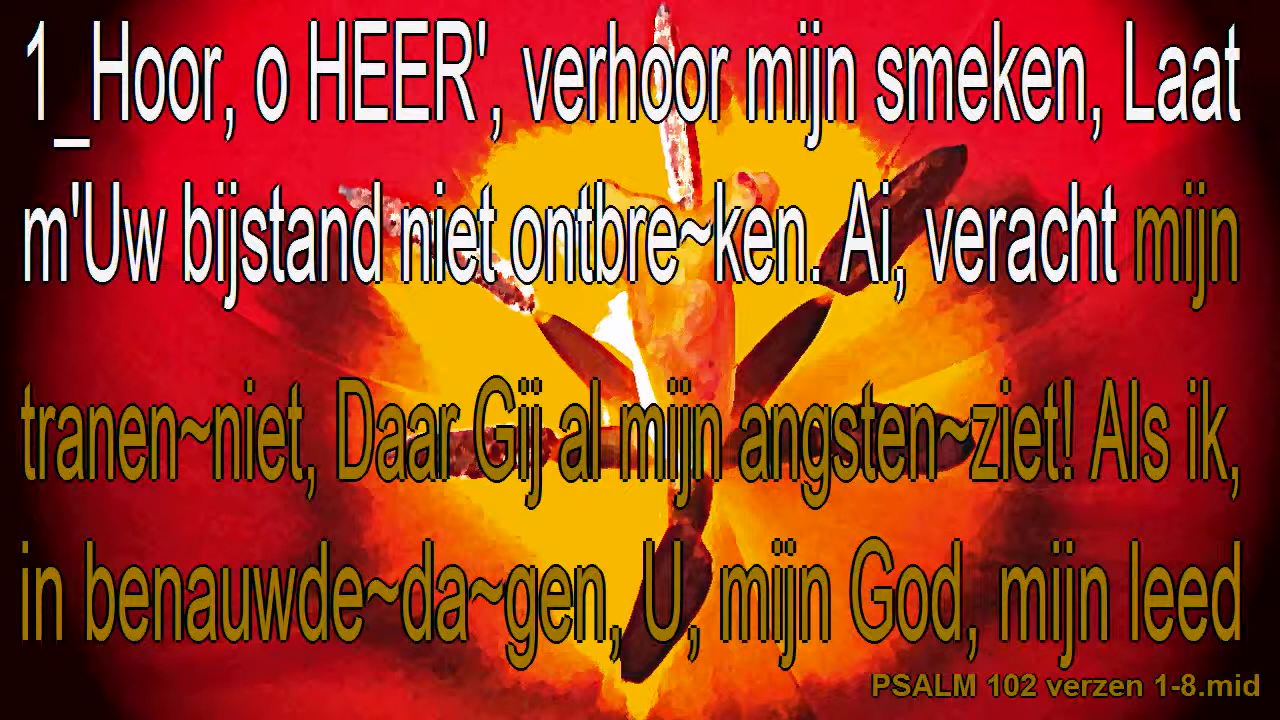 1_Hoor, o HEER', verhoor mijn smeken, Laat
m'Uw bijstand niet ontbre~ken. Ai, veracht mijn
tranen~niet, Daar Gij al mijn angsten~ziet! Als ik,
in benauwde~da~gen, U, mijn God, mijn leed
PSALM 102 verzen 1-8.mid